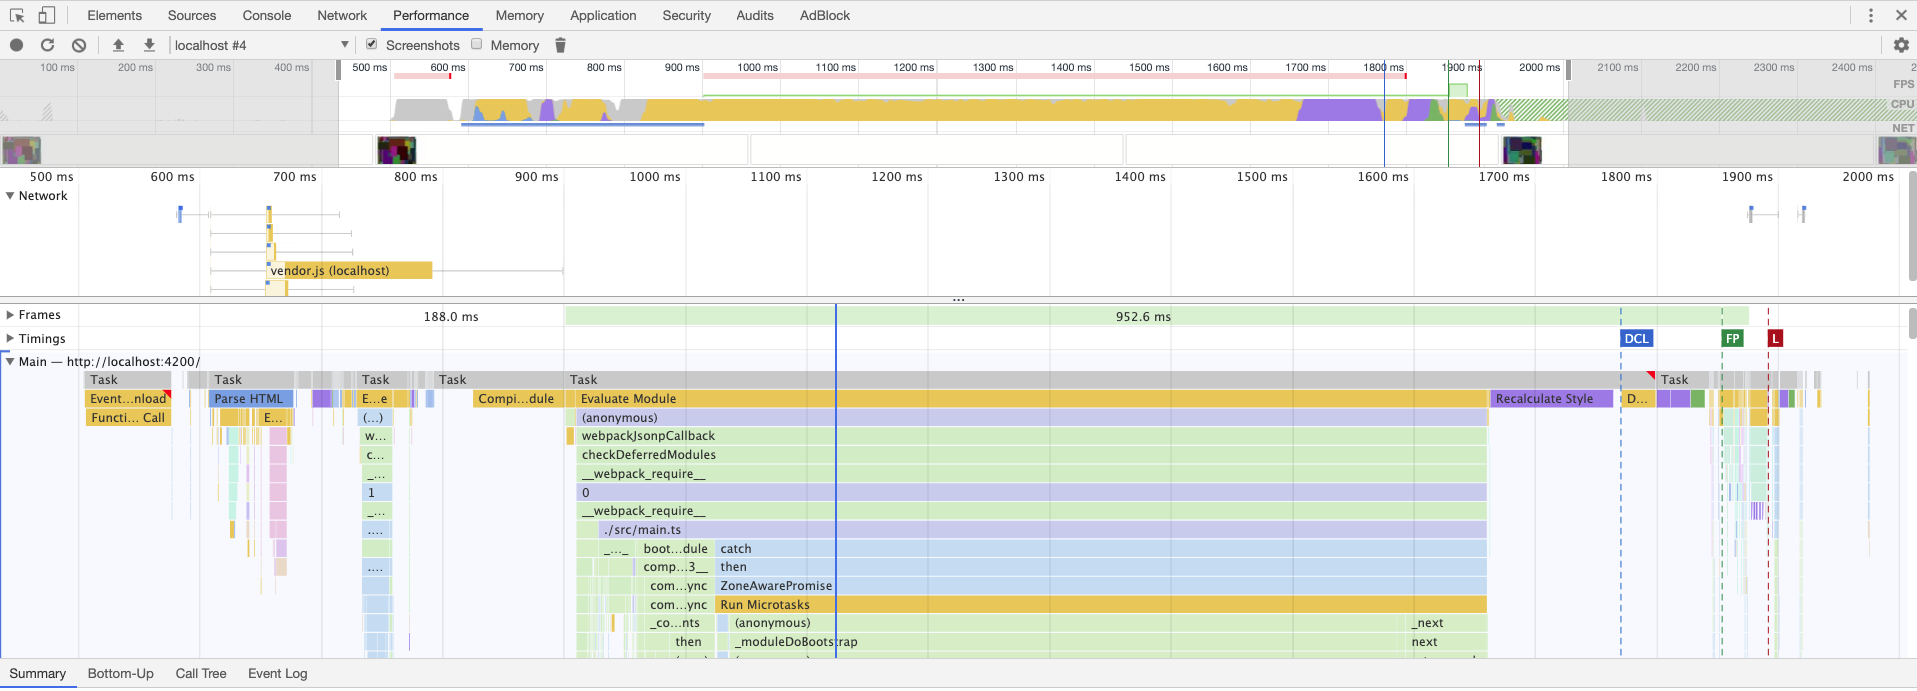 Elements Sources Console Network Performance Memory Application Security Audits AdBlock
localhost #4 Screenshots Memory
100 ms 200 ms 300 ms 400 ms 500 ms 600 ms 700 ms 800 ms 900 ms 1000 ms 1100 ms 1200 ms 1300 ms 1400 ms 1500 ms 1600 ms 1700 ms 1800 ms 1900 ms 2000 ms 2100 ms 2200 ms 2300 ms 2400 ms 2
FPS
CPU
NET
500 ms 600 ms 700 ms 800 ms 900 ms 1000 ms 1100 ms 1200 ms 1300 ms 1400 ms 1500 ms 1600 ms 1700 ms 1800 ms 1900 ms 2000 ms
Network
vendor.js (localhost)
...
Frames 188.0 ms 952.6 ms
Timings DCL FP L
Main — http://localhost:4200/
Task Task Task Task Task Task
Event...nload Parse HTML E...e Compi...dule Evaluate Module Recalculate Style D...
Functi... Call E... (...) (anonymous)
w... webpackJsonpCallback
c... checkDeferredModules
_... __webpack_require__
1 0
_... __webpack_require__
.... ./src/main.ts
_..._ boot...dule catch
.... comp...3__ then
com...ync ZoneAwarePromise
com...ync Run Microtasks
_co...nts (anonymous) _next
then _moduleDoBootstrap next
Summary Bottom-Up Call Tree Event Log